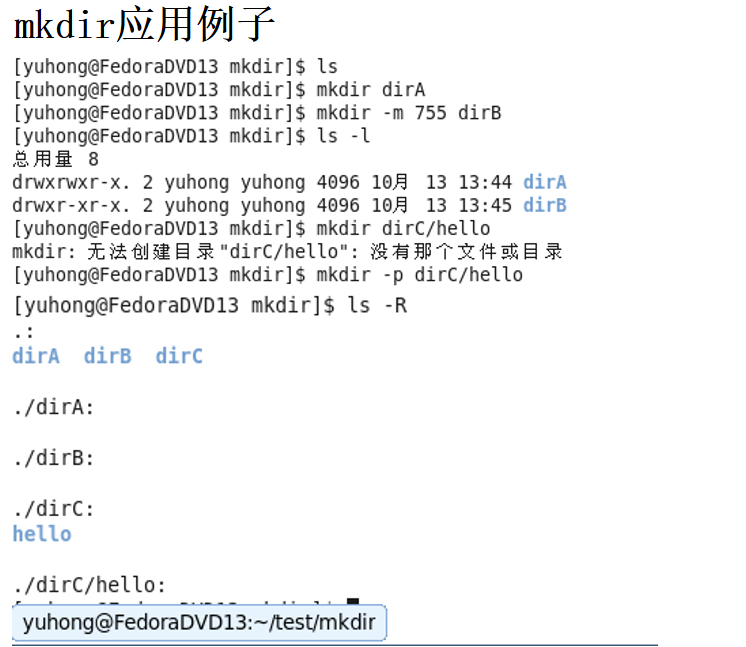 mkdir应用例子
[yuhong@FedoraDVD13 mkdir]$ ls
[yuhong@FedoraDVD13 mkdir]$ mkdir dirA
[yuhong@FedoraDVD13 mkdir]$ mkdir -m 755 dirB
[yuhong@FedoraDVD13 mkdir]$ ls -l
总用量 8
drwxrwxr-x. 2 yuhong yuhong 4096 10月 13 13:44 dirA
drwxr-xr-x. 2 yuhong yuhong 4096 10月 13 13:45 dirB
[yuhong@FedoraDVD13 mkdir]$ mkdir dirC/hello
mkdir: 无法创建目录"dirC/hello": 没有那个文件或目录
[yuhong@FedoraDVD13 mkdir]$ mkdir -p dirC/hello
[yuhong@FedoraDVD13 mkdir]$ ls -R
.:
dirA dirB dirC
./dirA:
./dirB:
./dirC:
hello
./dirC/hello:
yuhong@FedoraDVD13:~/test/mkdir